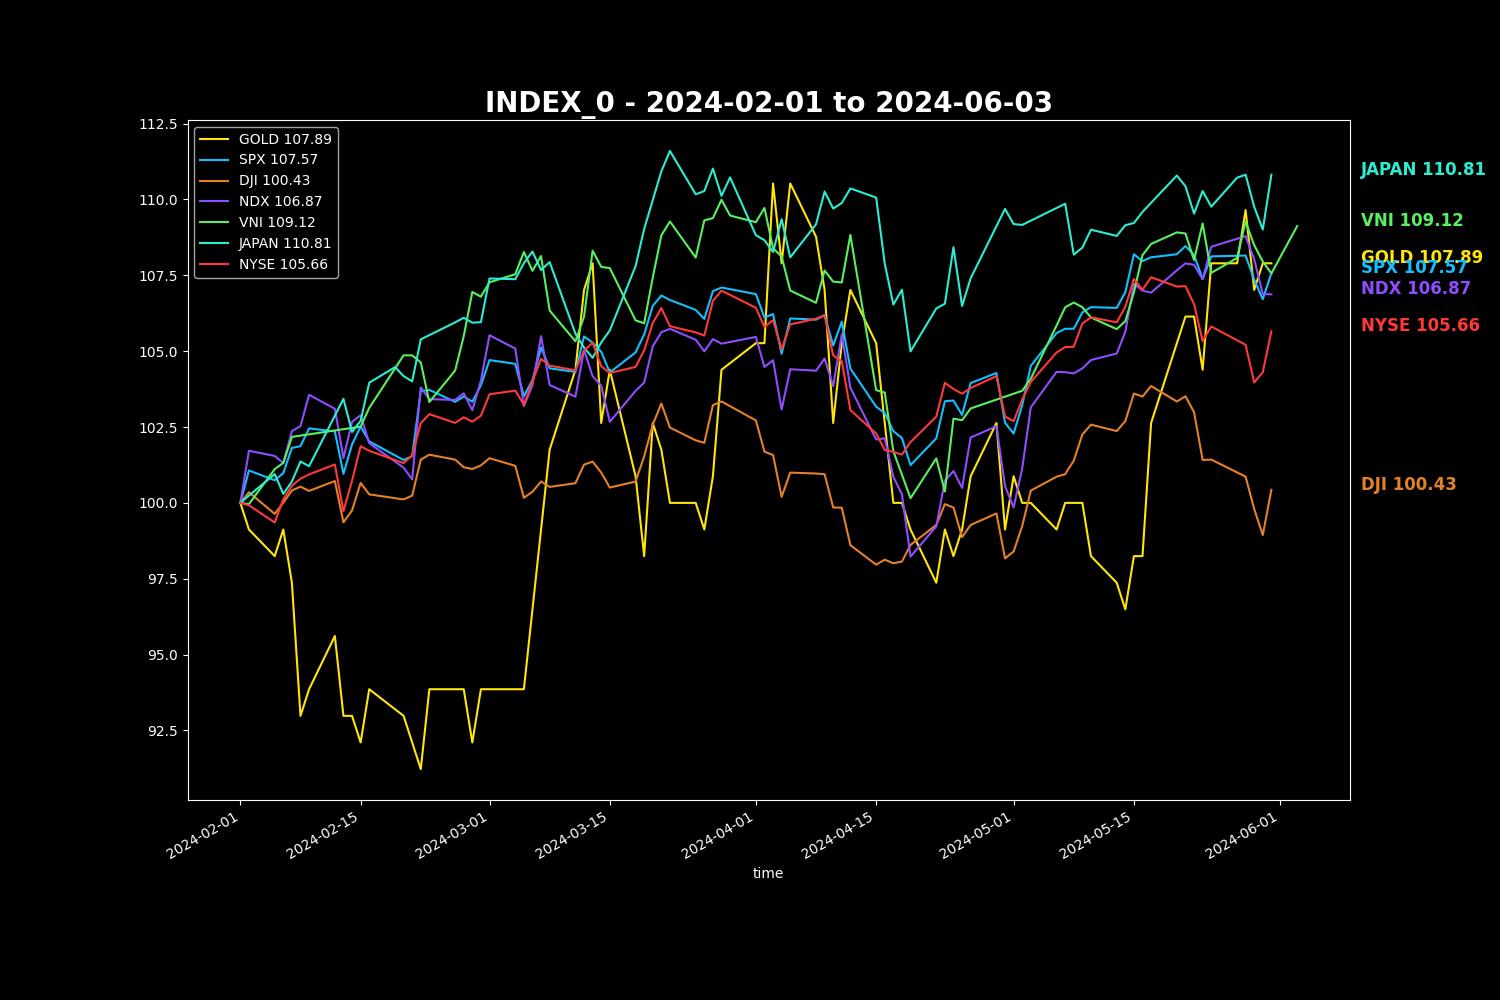 INDEX_0 - 2024-02-01 to 2024-06-03
112.5
110.0
107.5
105.0
102.5
100.0
97.5
95.0
92.5
GOLD 107.89
SPX 107.57
DJI 100.43
NDX 106.87
VNI 109.12
JAPAN 110.81
NYSE 105.66
JAPAN 110.81
VNI 109.12
GOLD 107.89
SPX 107.57
NDX 106.87
NYSE 105.66
DJI 100.43
2024-02-01
2024-02-15
2024-03-01
2024-03-15
2024-04-01
2024-04-15
2024-05-01
2024-05-15
2024-06-01
time